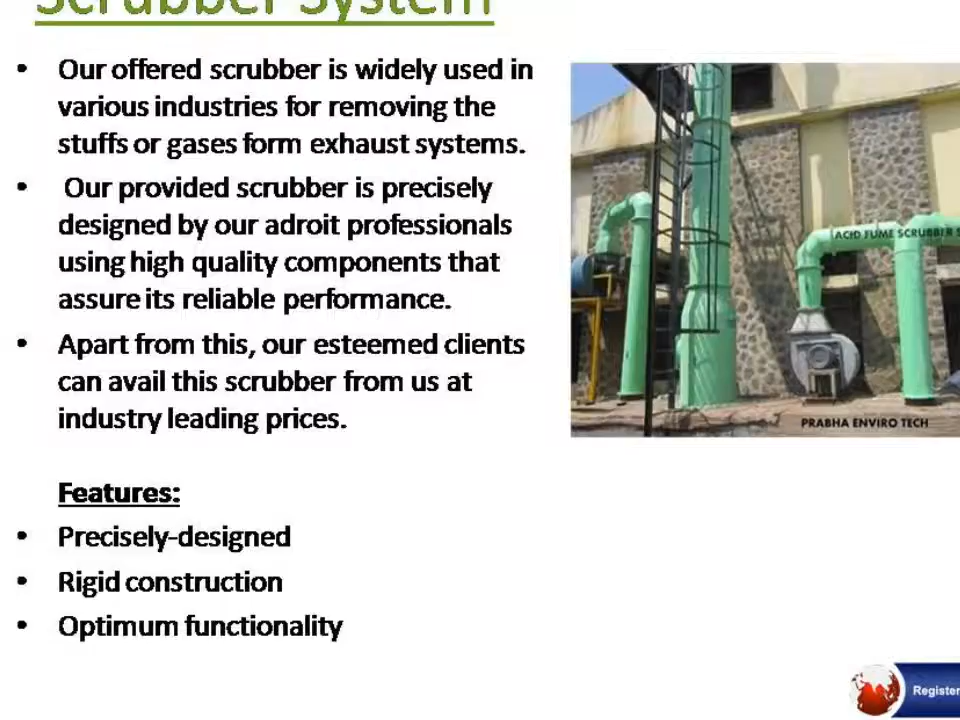 Scrubber System
• Our offered scrubber is widely used in
various industries for removing the
stuffs or gases form exhaust systems.
• Our provided scrubber is precisely
designed by our adroit professionals
using high quality components that
assure its reliable performance.
• Apart from this, our esteemed clients
can avail this scrubber from us at
industry leading prices.
Features:
• Precisely-designed
• Rigid construction
• Optimum functionality
ACID FUME SCRUBBER S
PRABHA ENVIRO TECH
Register